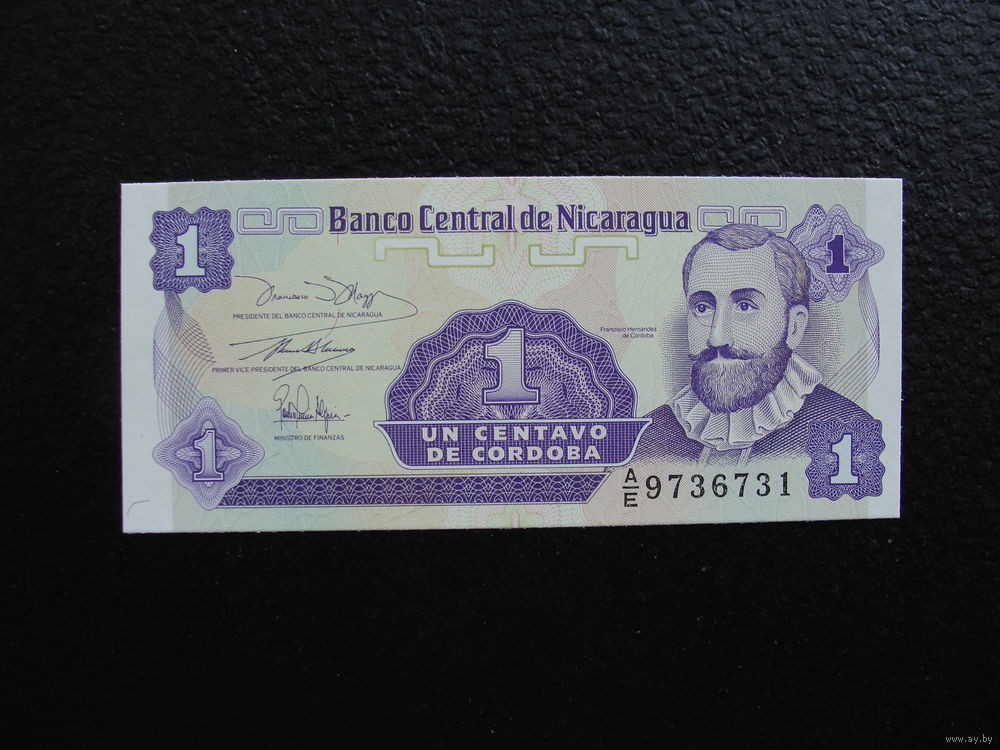 Banco Central de Nicaragua
1
1
PRESIDENTE DEL BANCO CENTRAL DE NICARAGUA
Francisco Hernández
de Córdoba
PRIMER VICE-PRESIDENTE DEL BANCO CENTRAL DE NICARAGUA
MINISTRO DE FINANZAS
1
UN CENTAVO
DE CORDOBA
1
1
A/E 9736731
www.ay.by